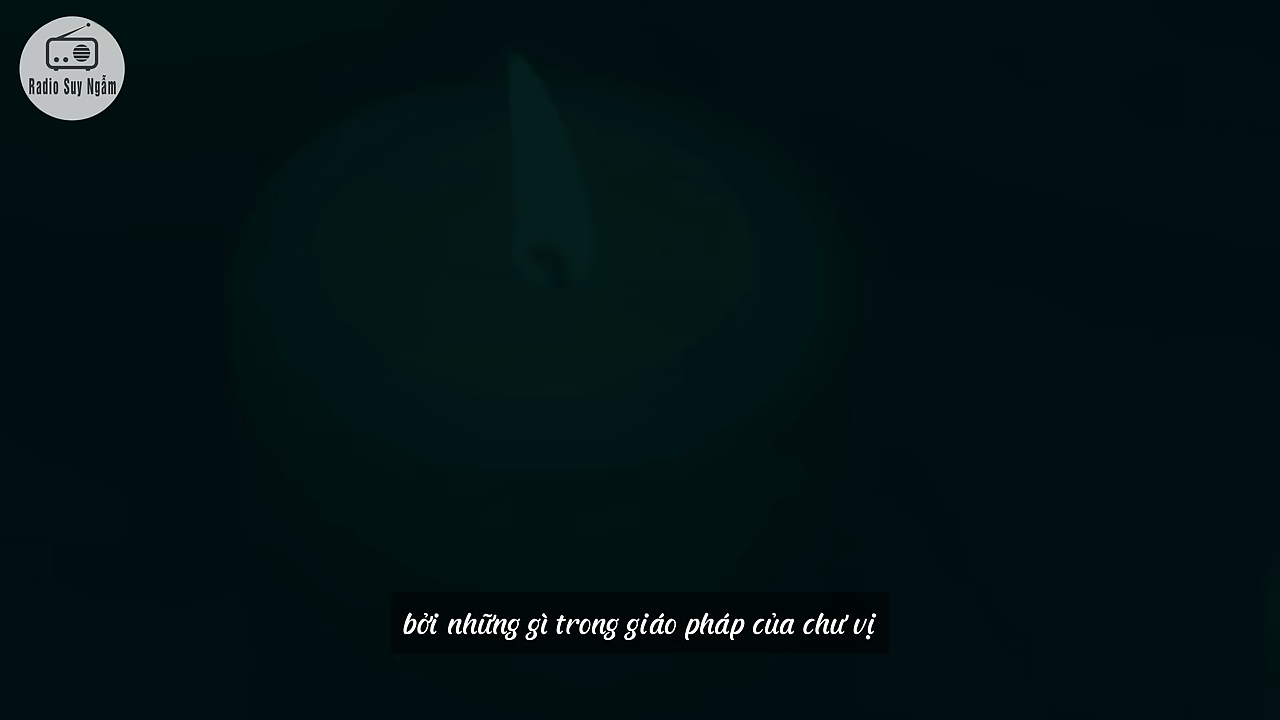 Radio Suy Ngẫm
bởi những gì trong giáo pháp của chư vị